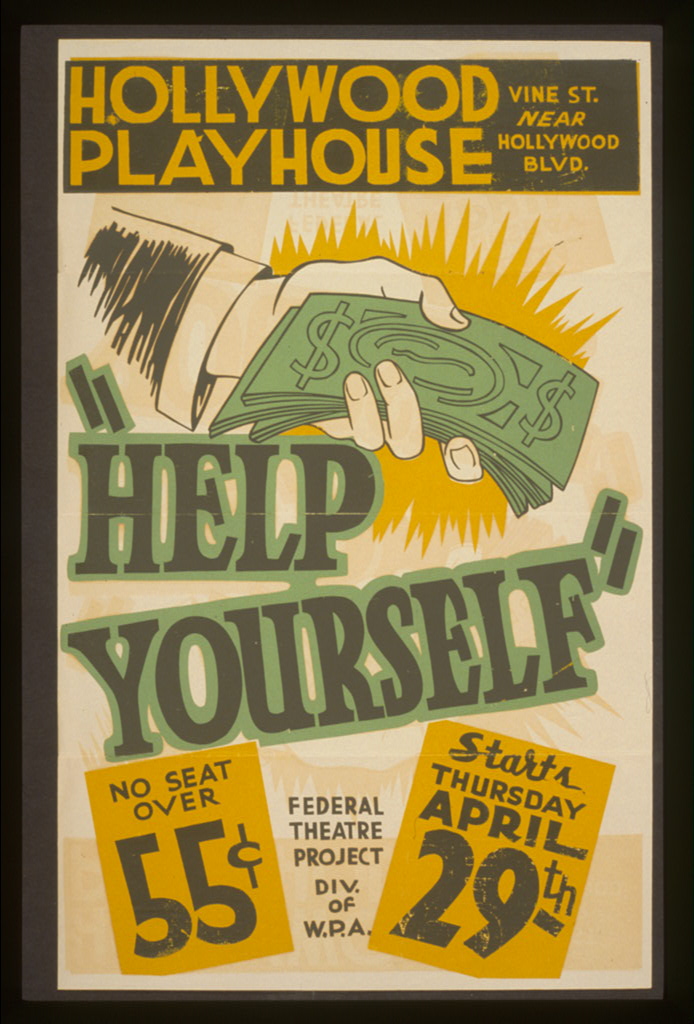 HOLLYWOOD
PLAYHOUSE
VINE ST.
NEAR
HOLLYWOOD
BLVD.
$ $
"HELP
YOURSELF"
NO SEAT
OVER
55¢
FEDERAL
THEATRE
PROJECT
DIV.
OF
W.P.A.
Starts
THURSDAY
APRIL
29th